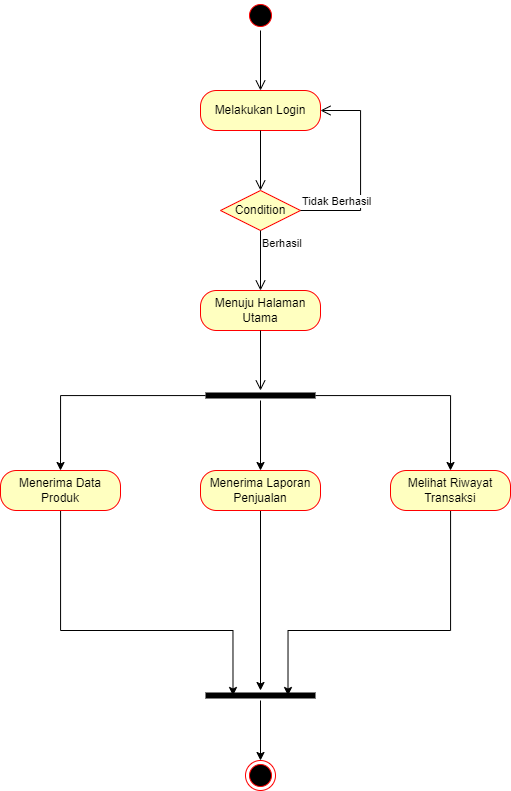 Melakukan Login
Tidak Berhasil
Condition
Berhasil
Menuju Halaman
Utama
Menerima Data
Produk
Menerima Laporan
Penjualan
Melihat Riwayat
Transaksi